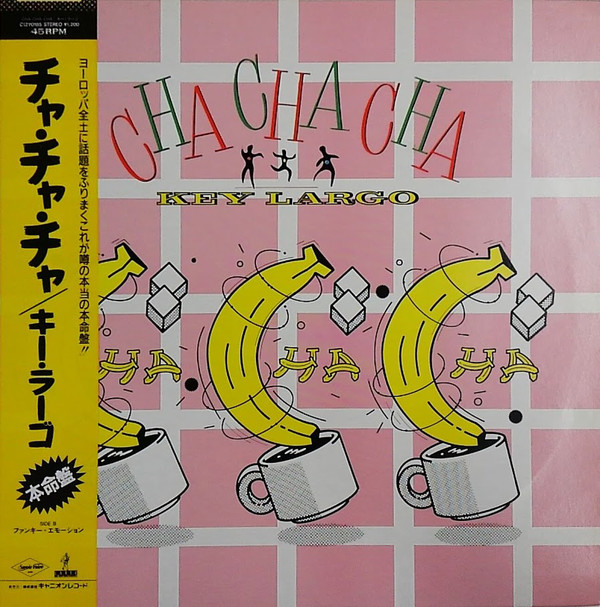 C12Y0185 STEREO ¥1,200
45RPM
チャ・チャ・チャ/キー・ラーゴ
ヨーロッパ全土に話題をふりまくこれが噂の本当の本命盤!!
本命盤
SIDE B
ファンキー・エモーション
キャニオンレコード
CHA CHA CHA
KEY LARGO
HA
HA
HA